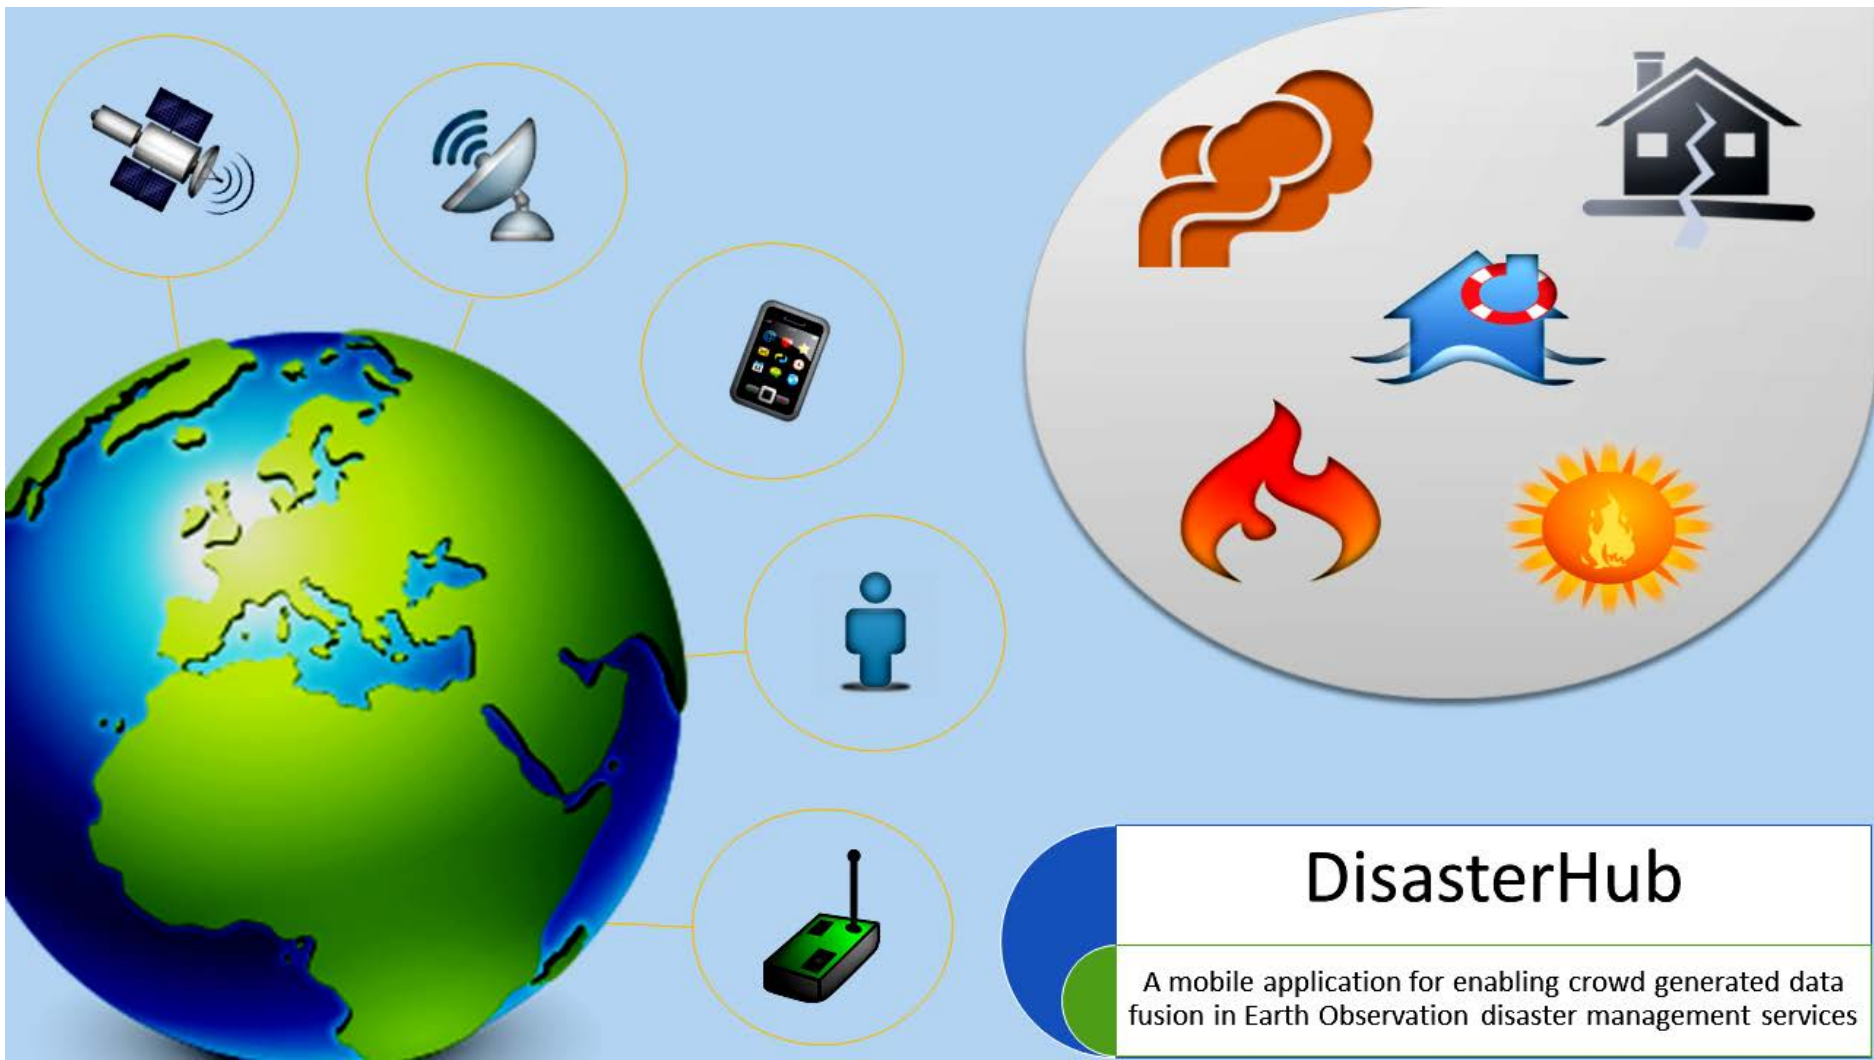 DisasterHub
A mobile application for enabling crowd generated data
fusion in Earth Observation disaster management services